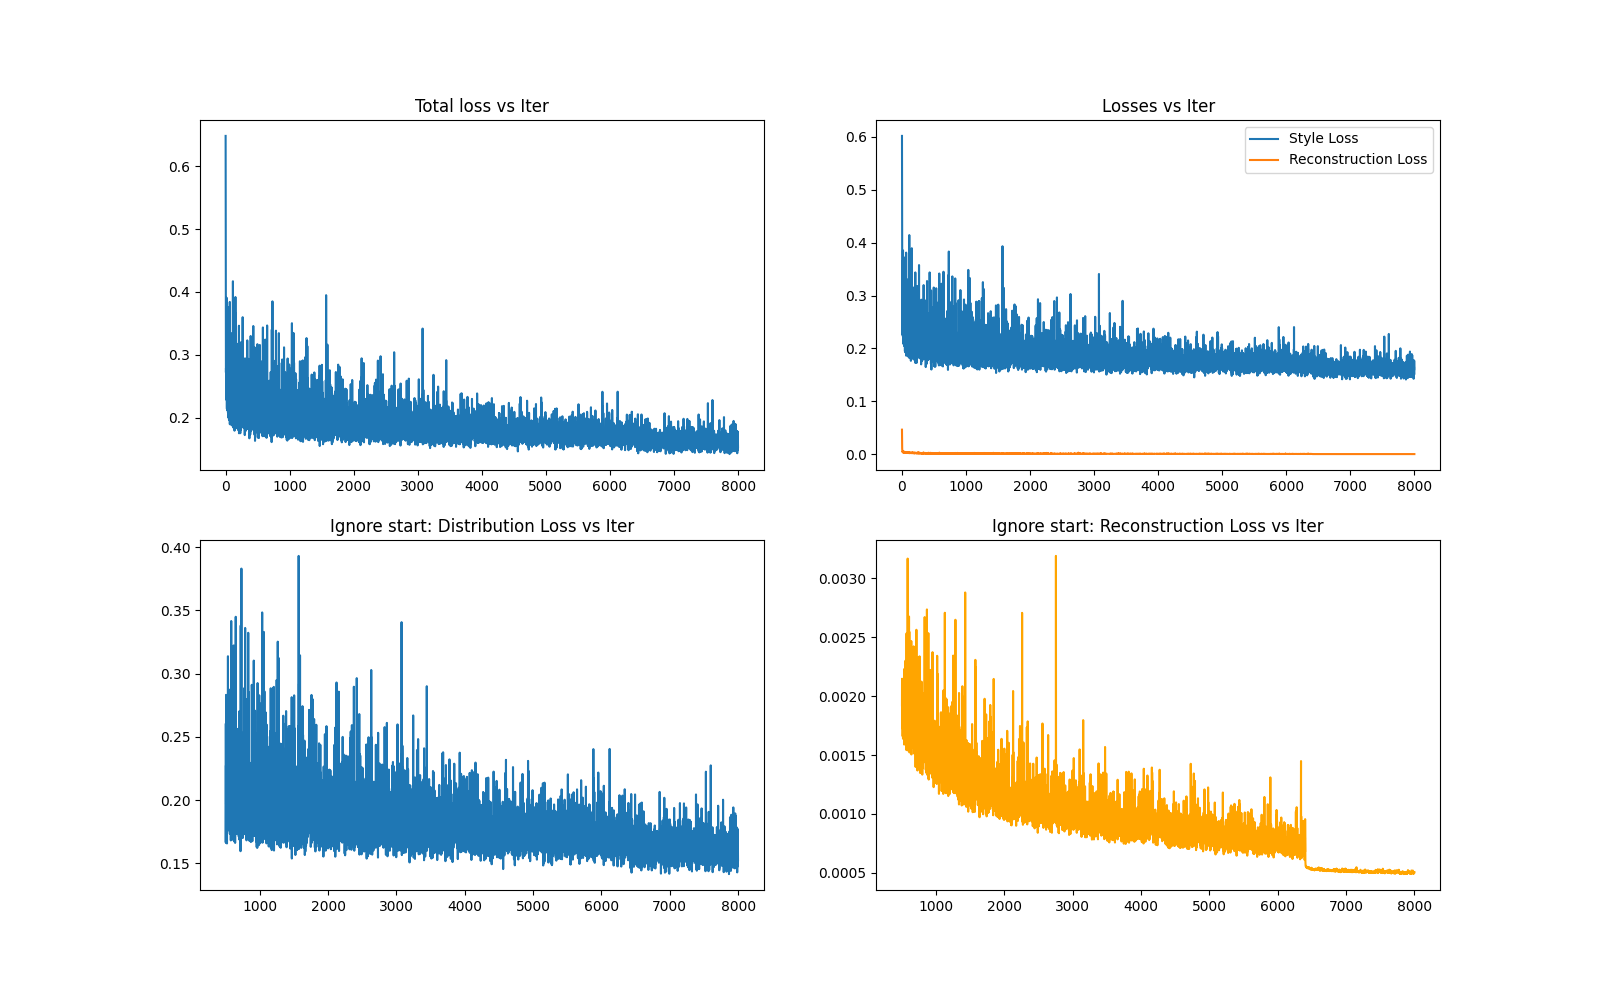 Total loss vs Iter
0.6
0.5
0.4
0.3
0.2
0 1000 2000 3000 4000 5000 6000 7000 8000
Losses vs Iter
Style Loss
Reconstruction Loss
0.6
0.5
0.4
0.3
0.2
0.1
0.0
0 1000 2000 3000 4000 5000 6000 7000 8000
Ignore start: Distribution Loss vs Iter
0.40
0.35
0.30
0.25
0.20
0.15
1000 2000 3000 4000 5000 6000 7000 8000
Ignore start: Reconstruction Loss vs Iter
0.0030
0.0025
0.0020
0.0015
0.0010
0.0005
1000 2000 3000 4000 5000 6000 7000 8000